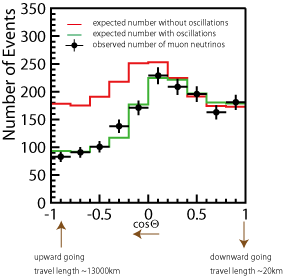 expected number without oscillations
expected number with oscillations
observed number of muon neutrinos
Number of Events
350
300
250
200
150
100
50
0
-1 -0.5 0 0.5 1
cosΘ
upward going
travel length ~13000km
downward going
travel length ~20km